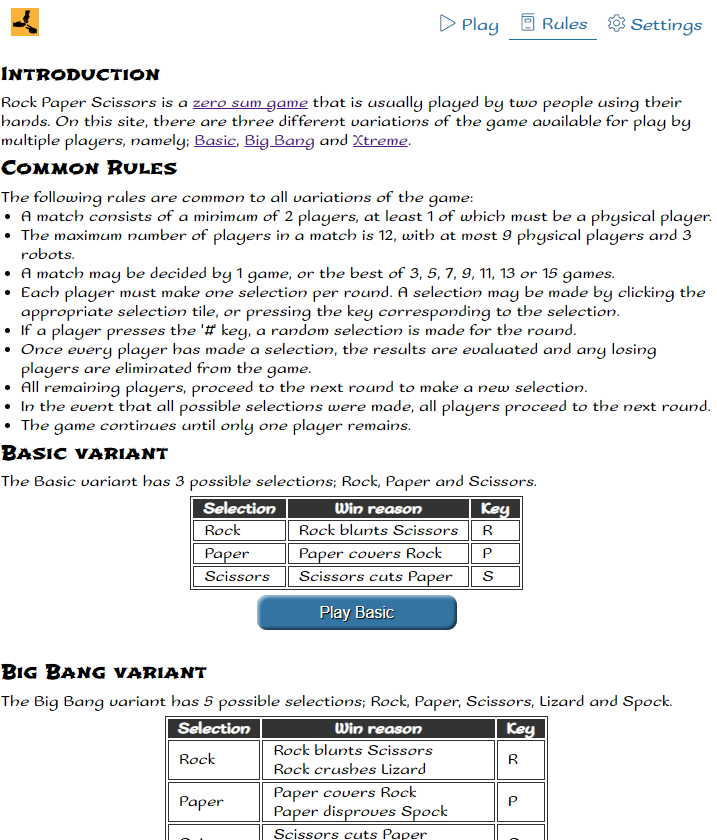 Play Rules Settings
Introduction
Rock Paper Scissors is a zero sum game that is usually played by two people using their
hands. On this site, there are three different variations of the game available for play by
multiple players, namely; Basic, Big Bang and Xtreme.
Common Rules
The following rules are common to all variations of the game:
• A match consists of a minimum of 2 players, at least 1 of which must be a physical player.
• The maximum number of players in a match is 12, with at most 9 physical players and 3
robots.
• A match may be decided by 1 game, or the best of 3, 5, 7, 9, 11, 13 or 15 games.
• Each player must make one selection per round. A selection may be made by clicking the
appropriate selection tile, or pressing the key corresponding to the selection.
• If a player presses the '#' key, a random selection is made for the round.
• Once every player has made a selection, the results are evaluated and any losing
players are eliminated from the game.
• All remaining players, proceed to the next round to make a new selection.
• In the event that all possible selections were made, all players proceed to the next round.
• The game continues until only one player remains.
Basic variant
The Basic variant has 3 possible selections; Rock, Paper and Scissors.
Selection Win reason Key
Rock Rock blunts Scissors R
Paper Paper covers Rock P
Scissors Scissors cuts Paper S
Play Basic
Big Bang variant
The Big Bang variant has 5 possible selections; Rock, Paper, Scissors, Lizard and Spock.
Selection Win reason Key
Rock Rock blunts Scissors R
Rock crushes Lizard
Paper Paper covers Rock P
Paper disproves Spock
Scissors cuts Paper